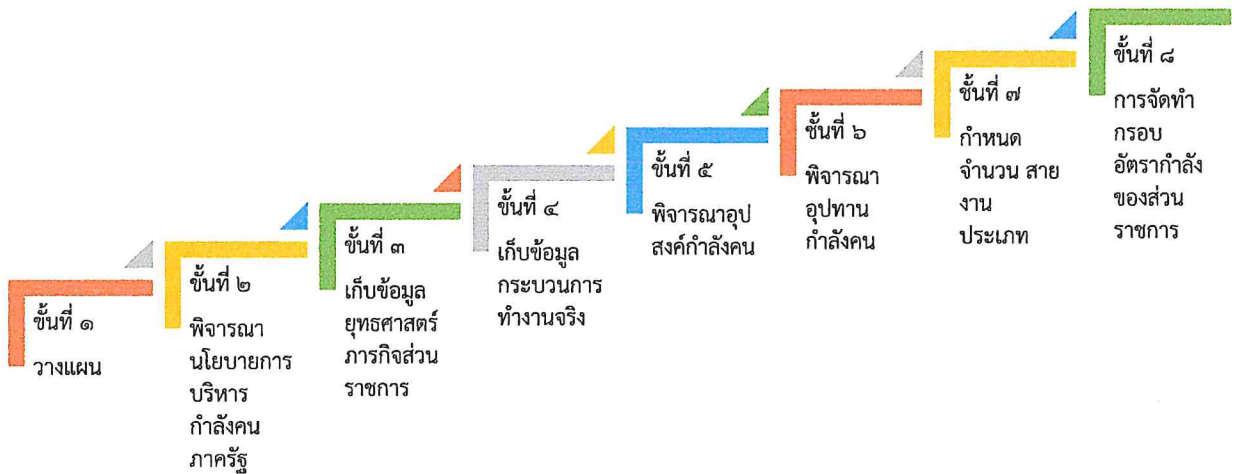 ขั้นที่ ๑
วางแผน
ขั้นที่ ๒
พิจารณา
นโยบายการ
บริหาร
กำลังคน
ภาครัฐ
ขั้นที่ ๓
เก็บข้อมูล
ยุทธศาสตร์
ภารกิจส่วน
ราชการ
ขั้นที่ ๔
เก็บข้อมูล
กระบวนการ
ทำงานจริง
ขั้นที่ ๕
พิจารณาอุป
สงค์กำลังคน
ชั้นที่ ๖
พิจารณา
อุปทาน
กำลังคน
ชั้นที่ ๗
กำหนด
จำนวน สาย
งาน
ประเภท
ขั้นที่ ๘
การจัดทำ
กรอบ
อัตรากำลัง
ของส่วน
ราชการ